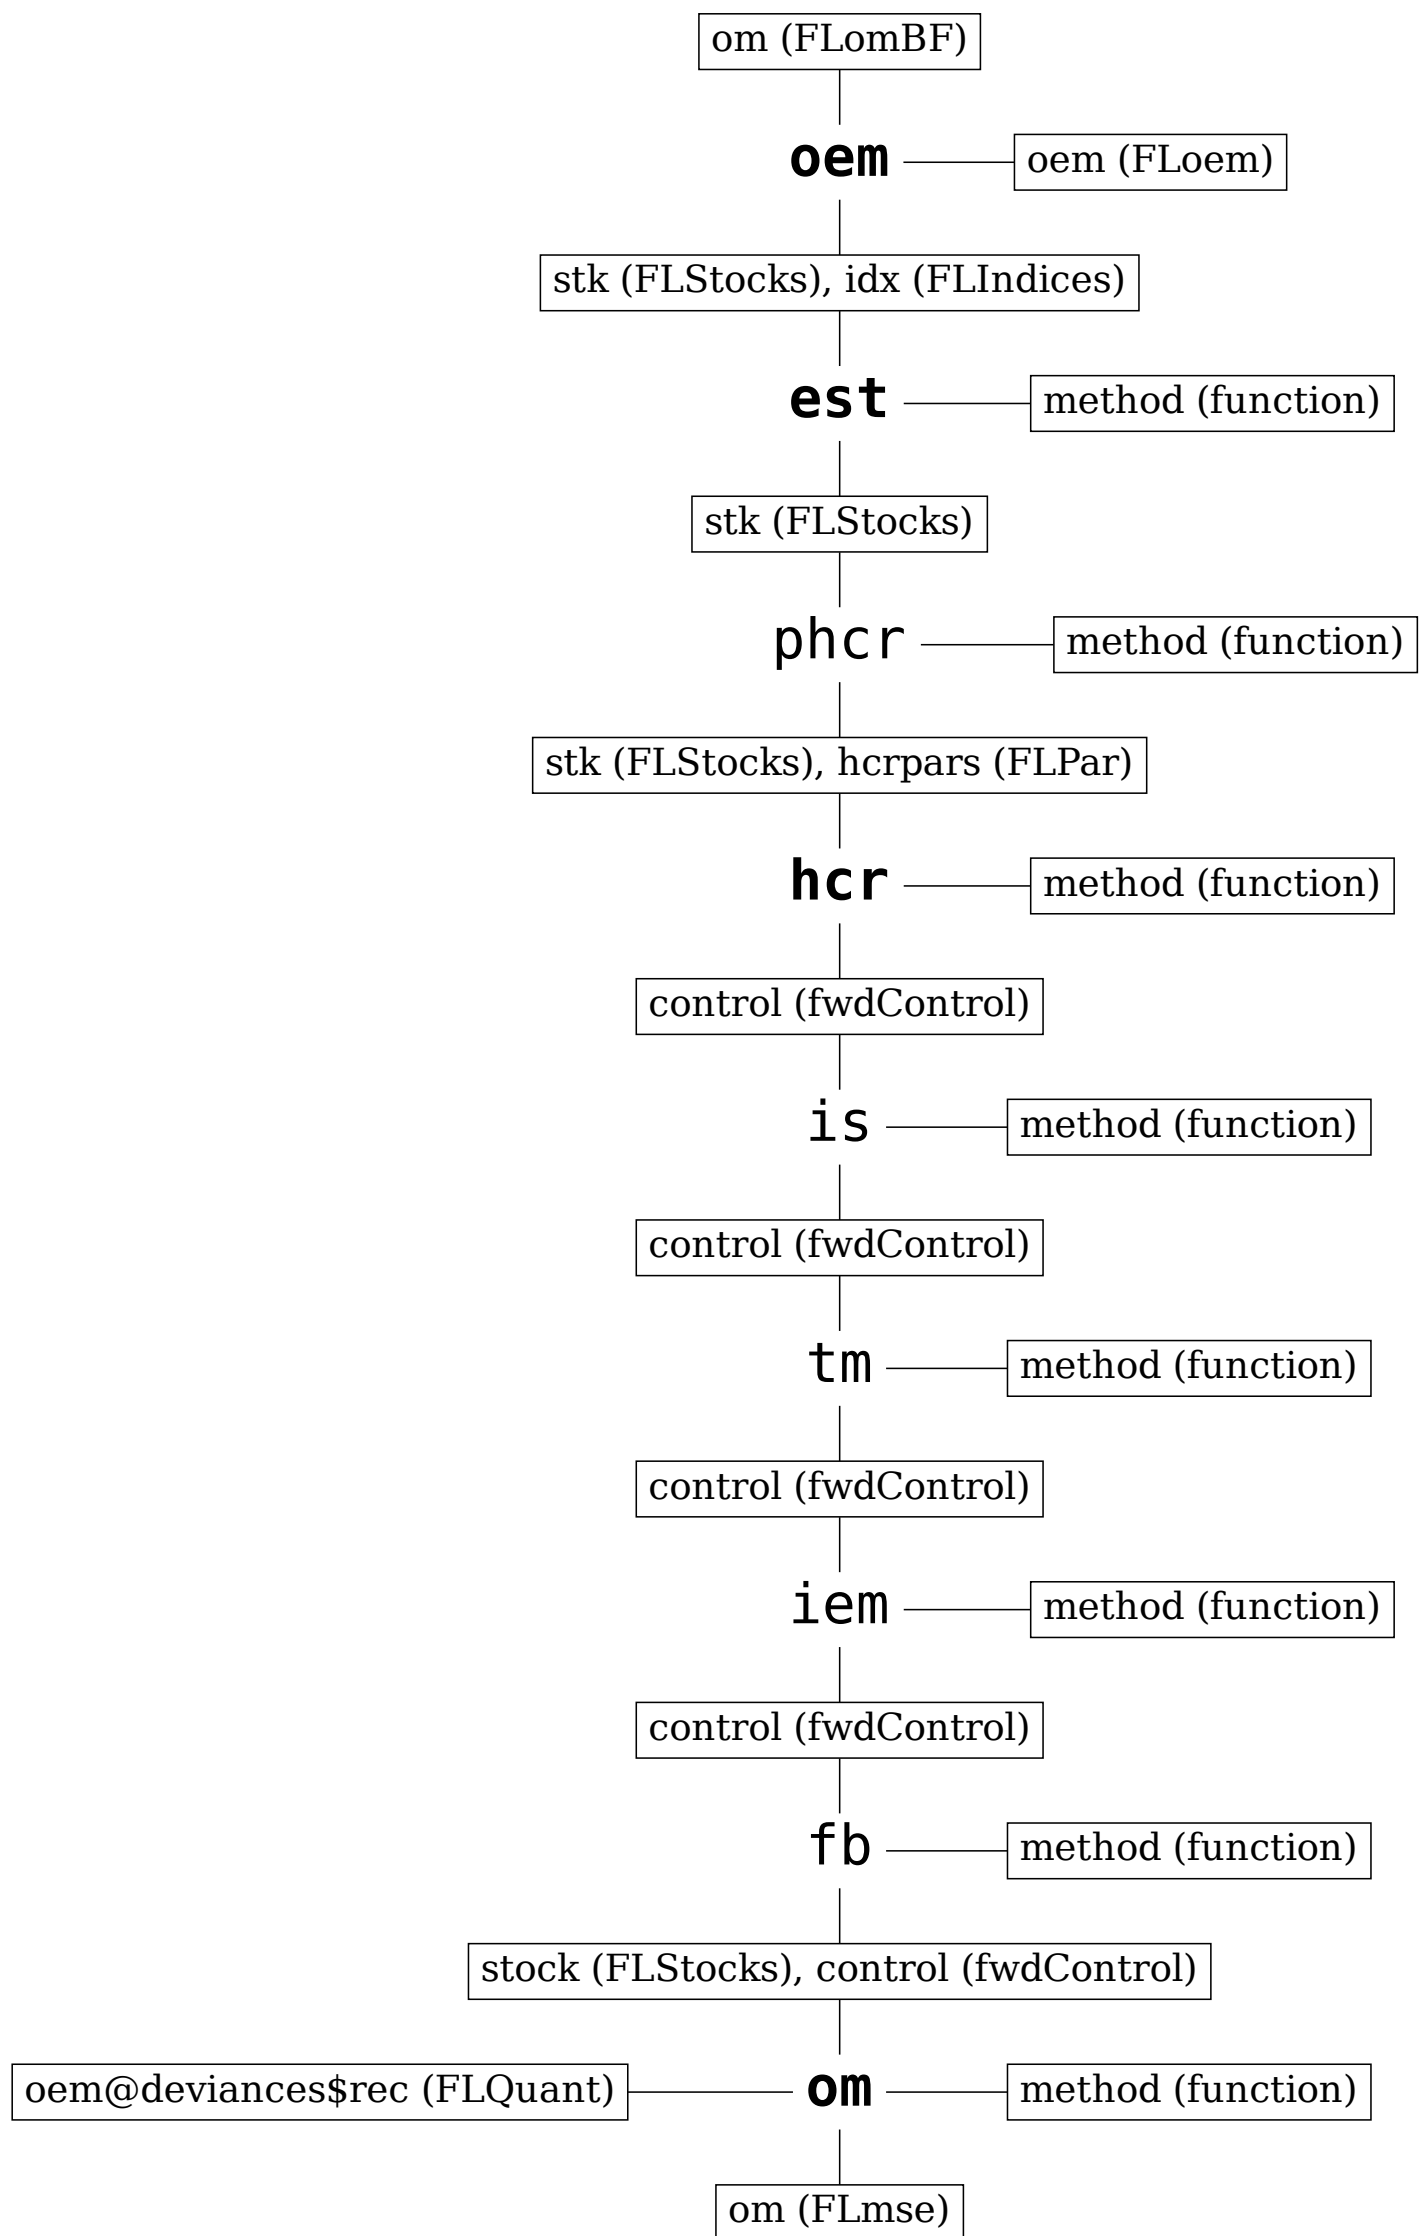 om (FLomBF)
oem oem (FLoem)
stk (FLStocks), idx (FLIndices)
est method (function)
stk (FLStocks)
phcr method (function)
stk (FLStocks), hcrpars (FLPar)
hcr method (function)
control (fwdControl)
is method (function)
control (fwdControl)
tm method (function)
control (fwdControl)
iem method (function)
control (fwdControl)
fb method (function)
stock (FLStocks), control (fwdControl)
oem@deviances$rec (FLQuant) om method (function)
om (FLmse)